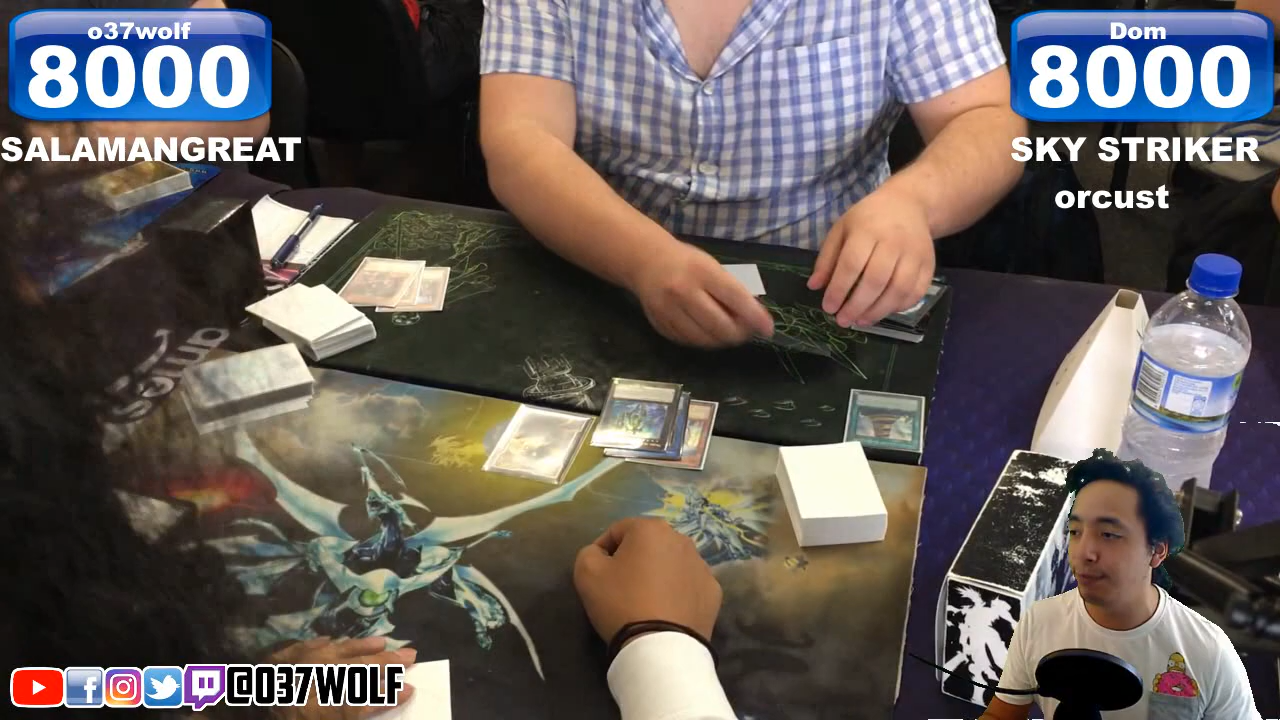 o37wolf
8000
SALAMANGREAT
Dom
8000
SKY STRIKER
orcust
@O37WOLF